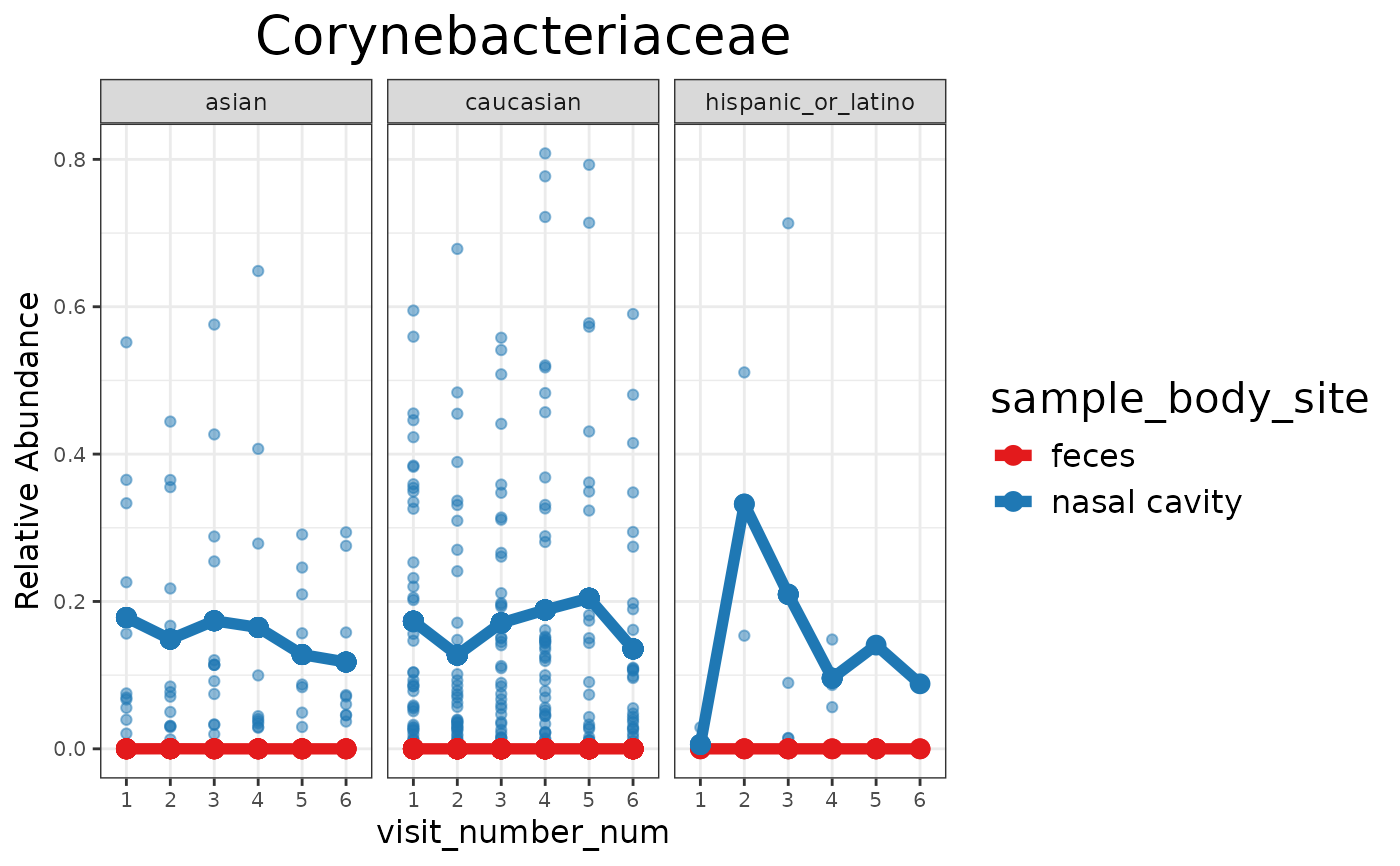 Corynebacteriaceae
asian caucasian hispanic_or_latino
0.8
0.6
0.4
0.2
0.0
Relative Abundance
1 2 3 4 5 6 1 2 3 4 5 6 1 2 3 4 5 6
visit_number_num
sample_body_site
feces
nasal cavity